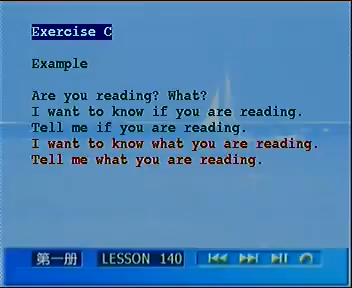 Exercise C
Example
Are you reading? What?
I want to know if you are reading.
Tell me if you are reading.
I want to know what you are reading.
Tell me what you are reading.
第一册 LESSON 140